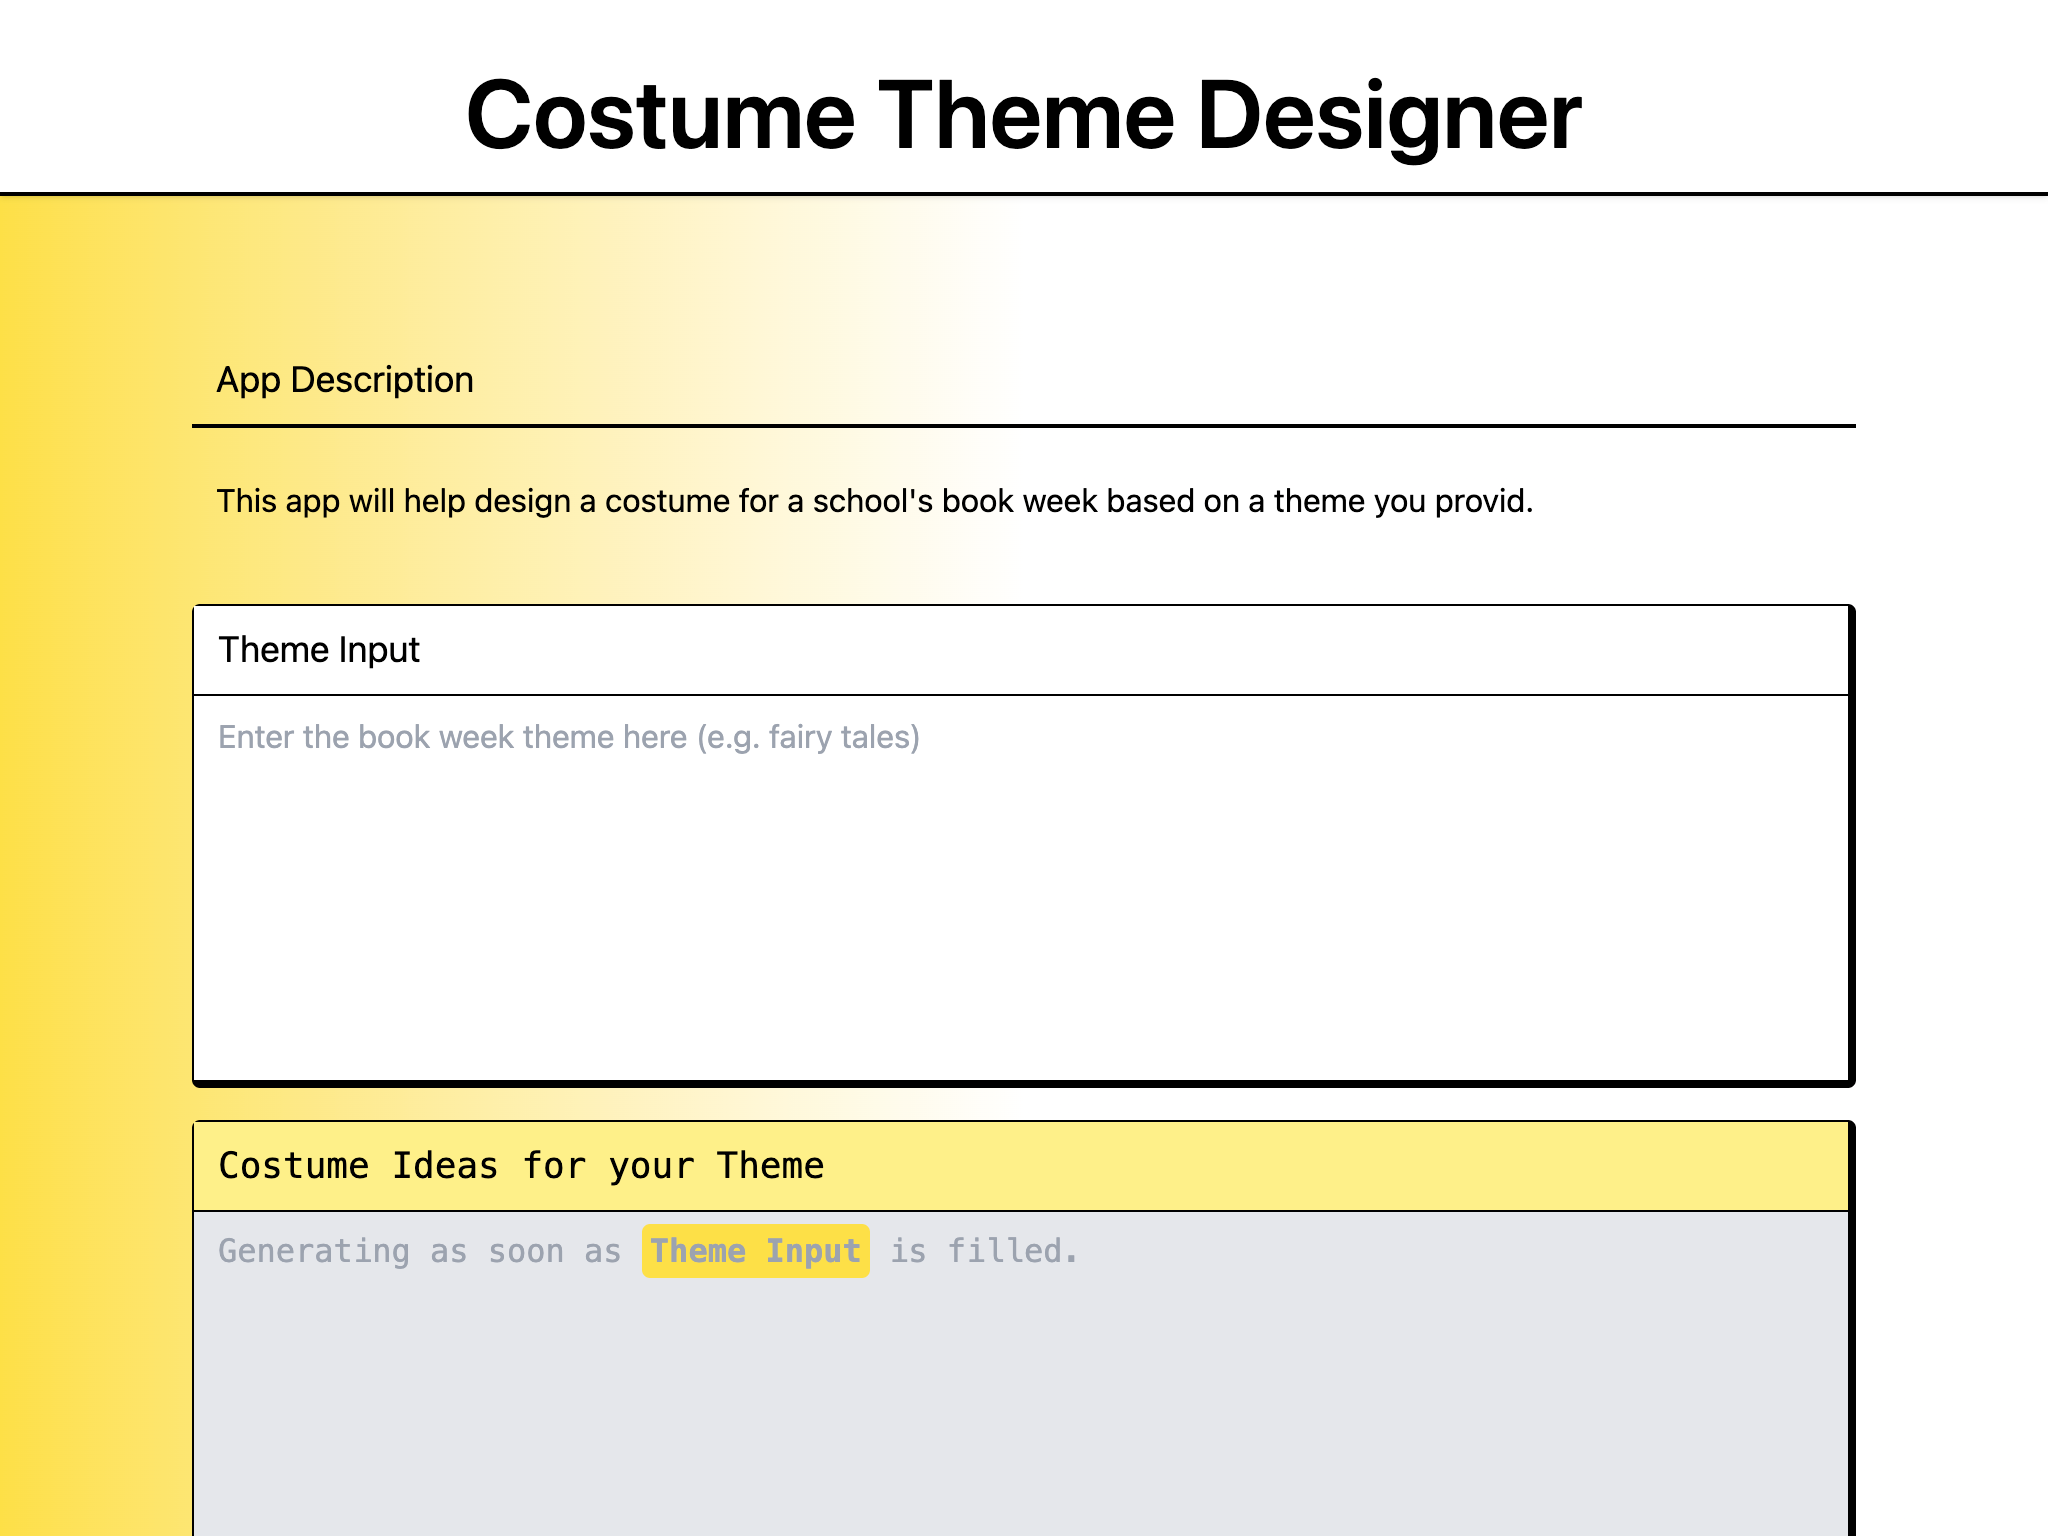 Costume Theme Designer
App Description
This app will help design a costume for a school's book week based on a theme you provid.
Theme Input
Enter the book week theme here (e.g. fairy tales)
Costume Ideas for your Theme
Generating as soon as Theme Input is filled.